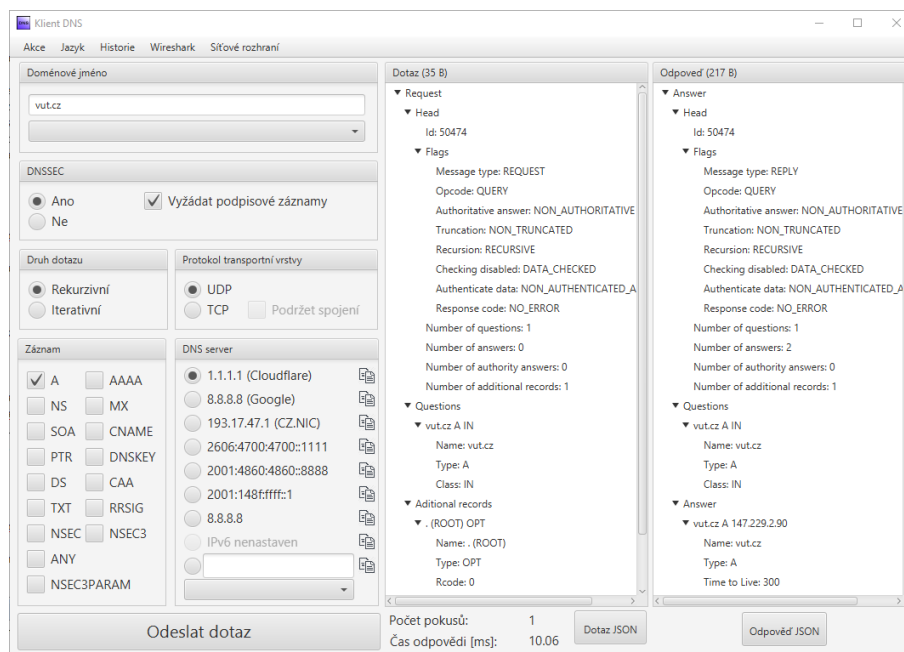 DNS Klient DNS
Akce Jazyk Historie Wireshark Síťové rozhraní
Doménové jméno
vut.cz
DNSSEC
Ano Vyžádat podpisové záznamy
Ne
Druh dotazu
Rekurzivní
Iterativní
Protokol transportní vrstvy
UDP
TCP Podržet spojení
Záznam
A AAAA
NS MX
SOA CNAME
PTR DNSKEY
DS CAA
TXT RRSIG
NSEC NSEC3
ANY
NSEC3PARAM
DNS server
1.1.1.1 (Cloudflare)
8.8.8.8 (Google)
193.17.47.1 (CZ.NIC)
2606:4700:4700::1111
2001:4860:4860::8888
2001:148f:ffff::1
8.8.8.8
IPv6 nenastaven
Odeslat dotaz
Dotaz (35 B)
Request
Head
Id: 50474
Flags
Message type: REQUEST
Opcode: QUERY
Authoritative answer: NON_AUTHORITATIVE
Truncation: NON_TRUNCATED
Recursion: RECURSIVE
Checking disabled: DATA_CHECKED
Authenticate data: NON_AUTHENTICATED_A
Response code: NO_ERROR
Number of questions: 1
Number of answers: 0
Number of authority answers: 0
Number of additional records: 1
Questions
vut.cz A IN
Name: vut.cz
Type: A
Class: IN
Aditional records
. (ROOT) OPT
Name: . (ROOT)
Type: OPT
Rcode: 0
Počet pokusů: 1
Čas odpovědi [ms]: 10.06
Dotaz JSON
Odpoveď (217 B)
Answer
Head
Id: 50474
Flags
Message type: REPLY
Opcode: QUERY
Authoritative answer: NON_AUTHORITATIVE
Truncation: NON_TRUNCATED
Recursion: RECURSIVE
Checking disabled: DATA_CHECKED
Authenticate data: NON_AUTHENTICATED_A
Response code: NO_ERROR
Number of questions: 1
Number of answers: 2
Number of authority answers: 0
Number of additional records: 1
Questions
vut.cz A IN
Name: vut.cz
Type: A
Class: IN
Answer
vut.cz A 147.229.2.90
Name: vut.cz
Type: A
Time to Live: 300
Odpověď JSON